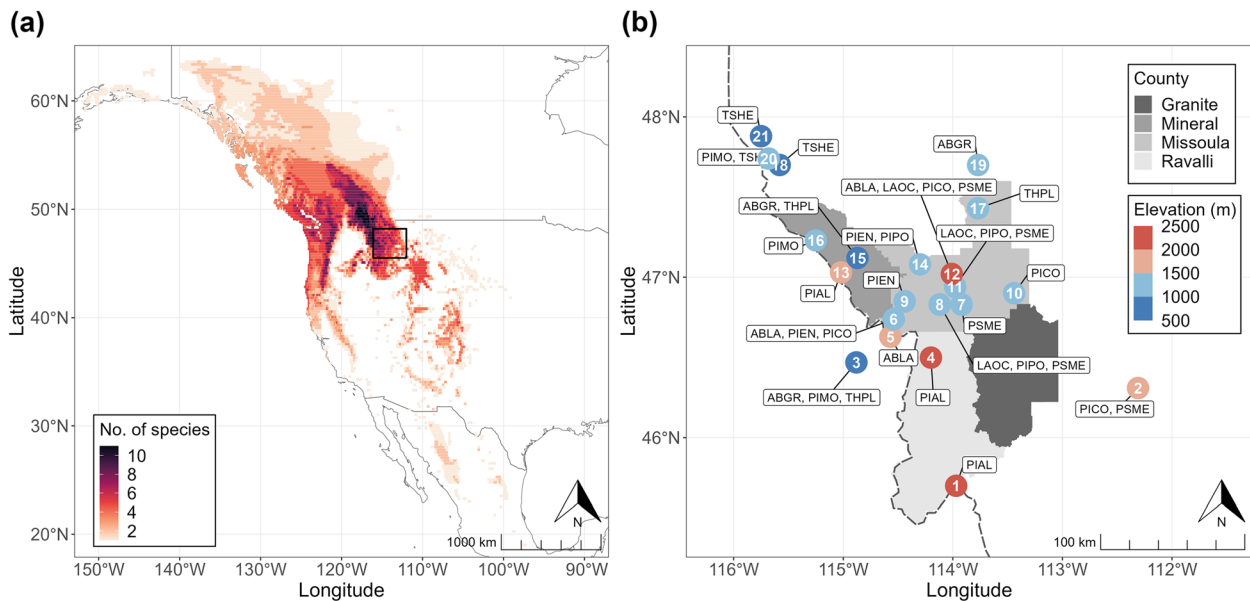 (a)
60°N
50°N
40°N
30°N
20°N
Latitude
No. of species
10
8
6
4
2
1000 km
N
150°W 140°W 130°W 120°W 110°W 100°W 90°W
Longitude
(b)
48°N
47°N
46°N
Latitude
County
Granite
Mineral
Missoula
Ravalli
Elevation (m)
2500
2000
1500
1000
500
TSHE
21
PIMO, TSH
20
18
TSHE
ABGR
19
ABLA, LAOC, PICO, PSME
THPL
17
ABGR, THPL
PIEN, PIPO
LAOC, PIPO, PSME
PIMO
16
15
14
12
13
PIAL
PIEN
11
PICO
10
9
8
7
6
ABLA, PIEN, PICO
PSME
5
ABLA
4
LAOC, PIPO, PSME
3
ABGR, PIMO, THPL
PIAL
2
PICO, PSME
PIAL
1
N
100 km
116°W 115°W 114°W 113°W 112°W
Longitude